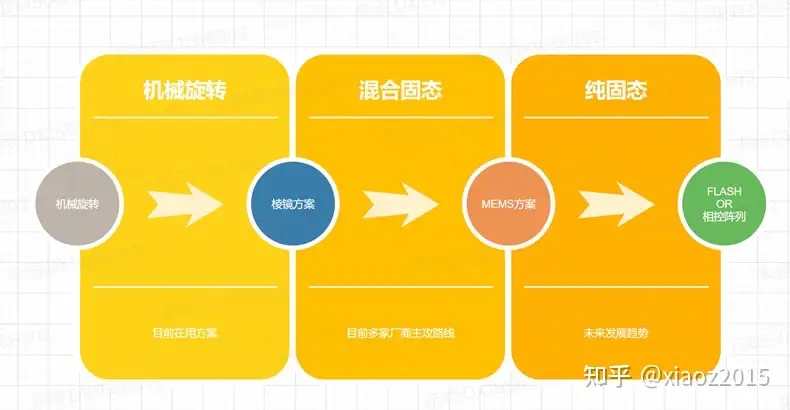 机械旋转
混合固态
纯固态
机械旋转
棱镜方案
MEMS方案
FLASH
OR
相控阵列
目前在用方案
目前多家厂商主攻路线
未来发展趋势
知乎 @xiaoz2015